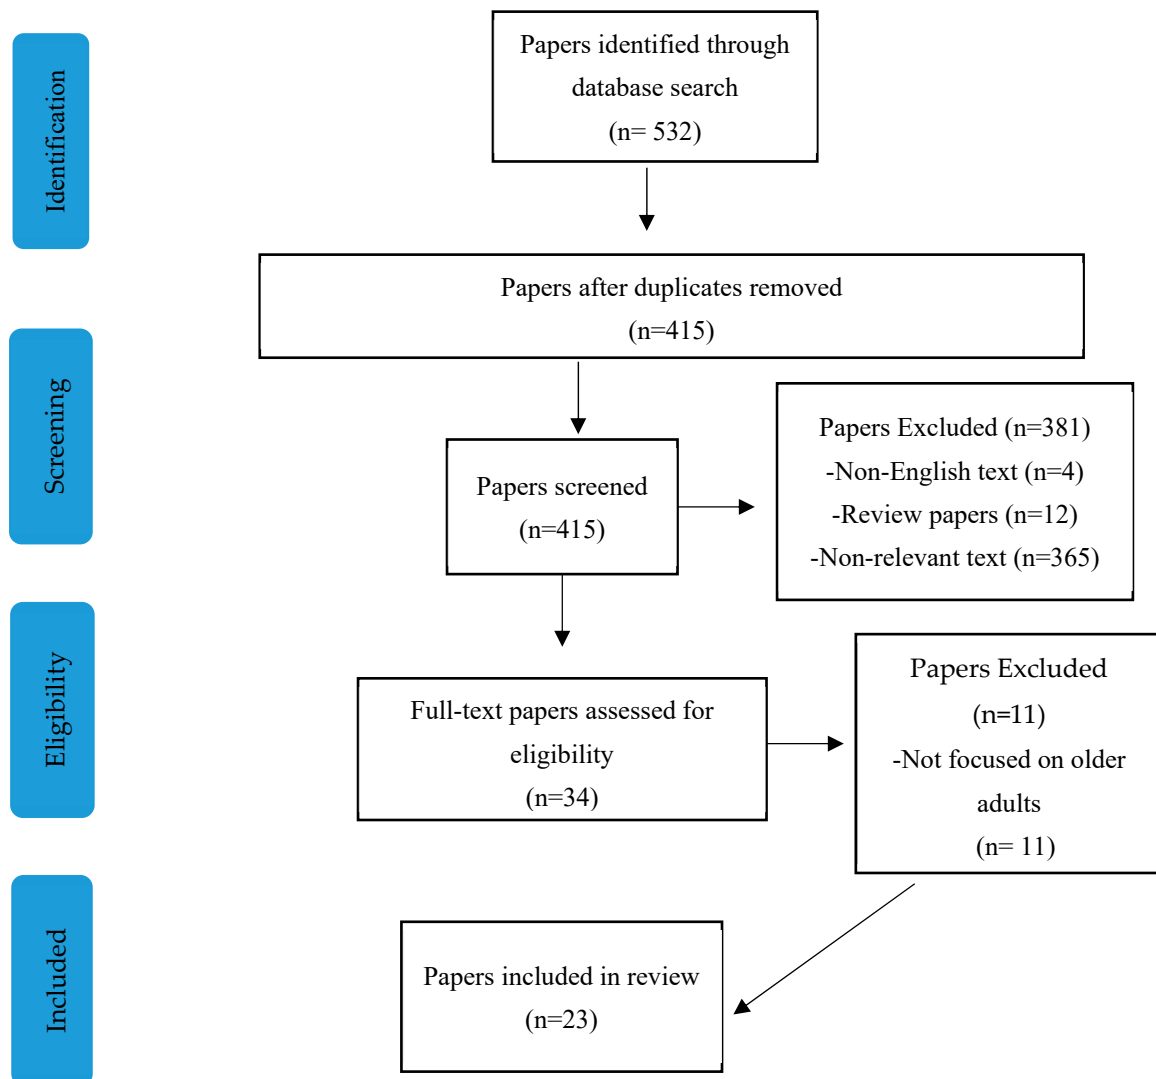 Identification
Papers identified through
database search
(n= 532)
Papers after duplicates removed
(n=415)
Screening
Papers screened
(n=415)
Papers Excluded (n=381)
-Non-English text (n=4)
-Review papers (n=12)
-Non-relevant text (n=365)
Eligibility
Full-text papers assessed for
eligibility
(n=34)
Papers Excluded
(n=11)
-Not focused on older
adults
(n= 11)
Included
Papers included in review
(n=23)